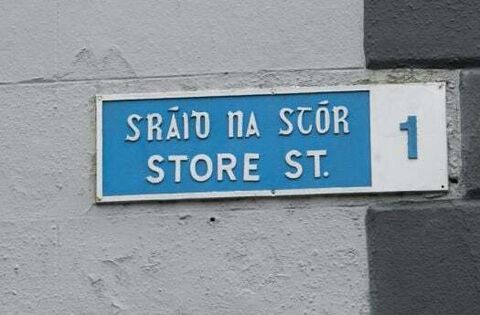 SRÁID NA STÓR
STORE ST.
1